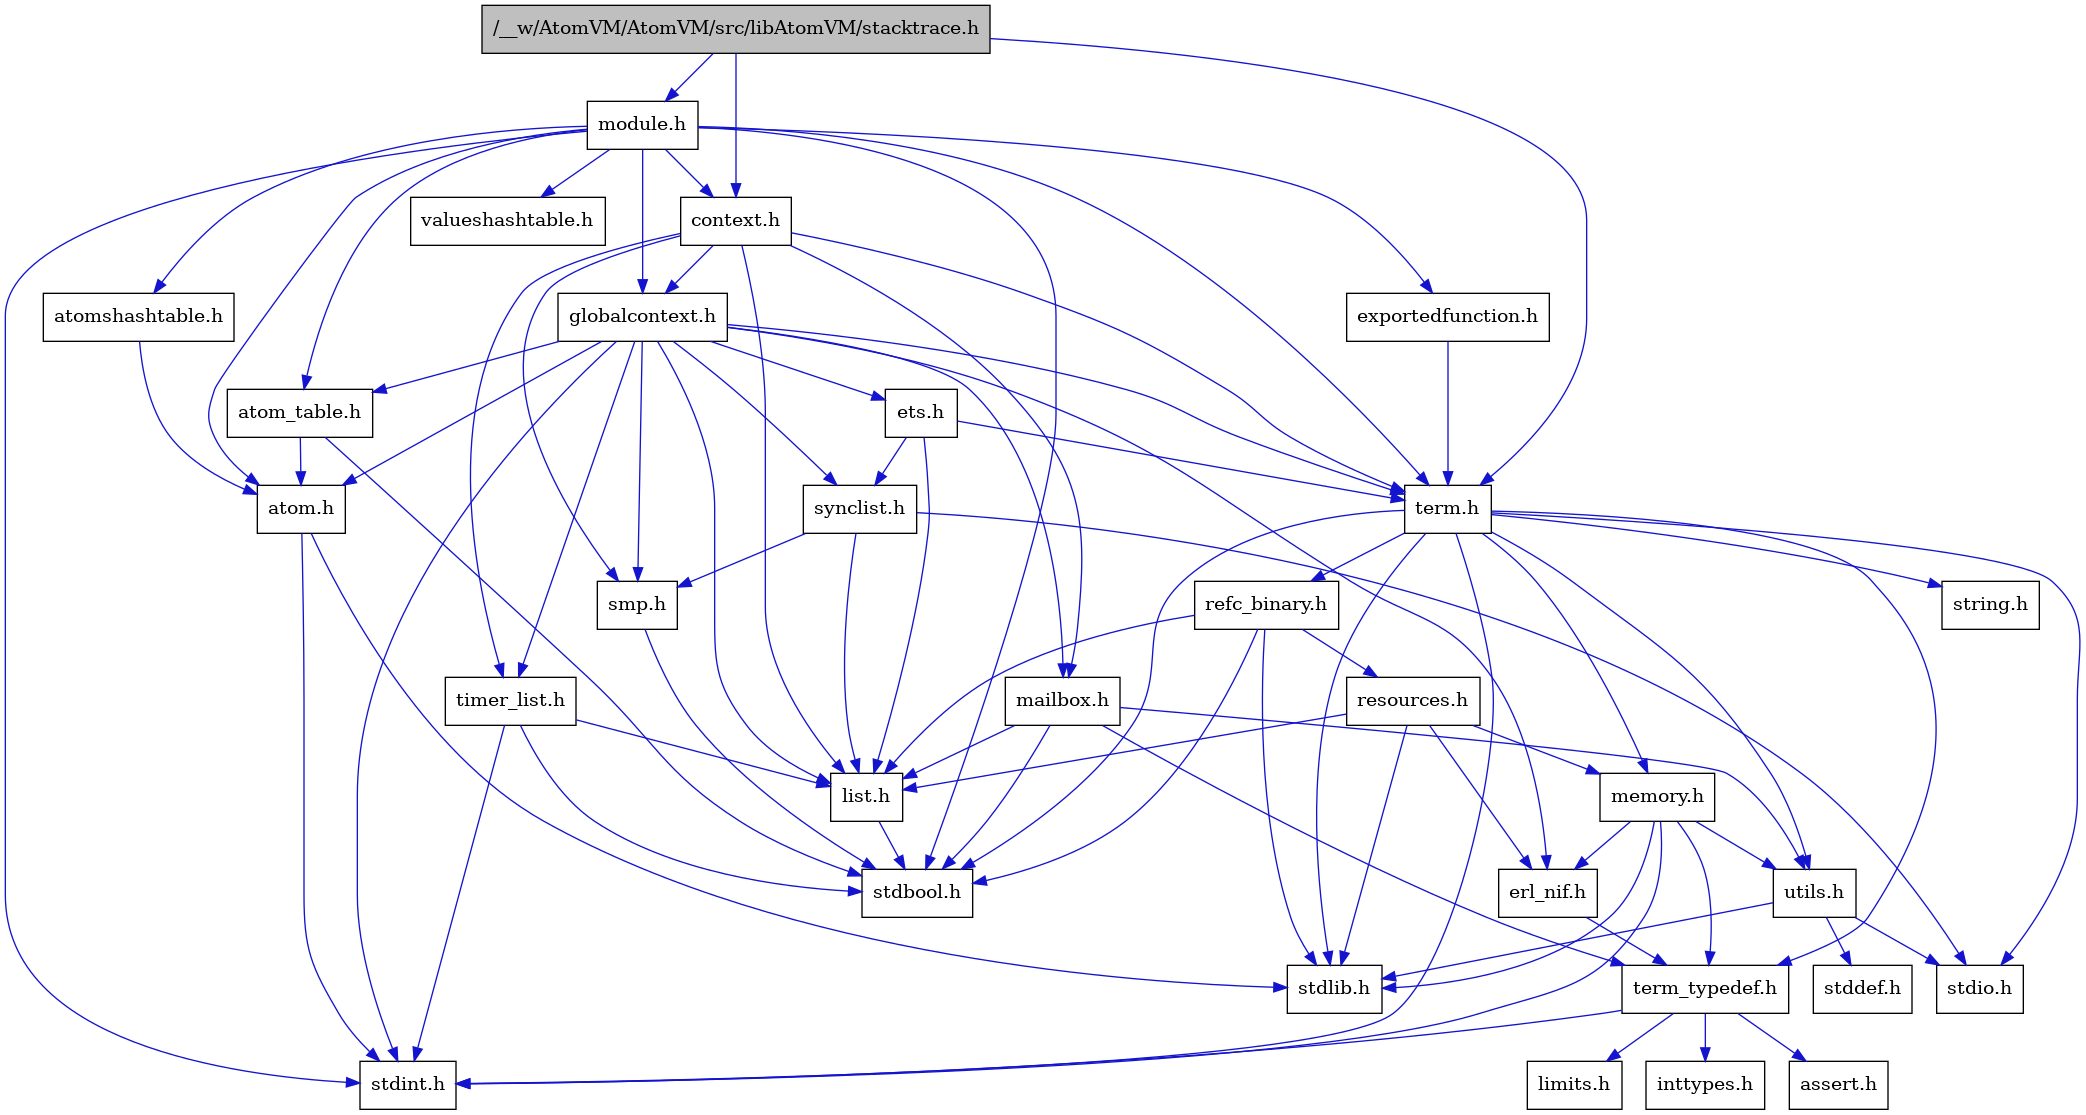 /__w/AtomVM/AtomVM/src/libAtomVM/stacktrace.h
module.h
valueshashtable.h
context.h
atomshashtable.h
globalcontext.h
exportedfunction.h
atom_table.h
ets.h
atom.h
synclist.h
term.h
smp.h
refc_binary.h
string.h
timer_list.h
mailbox.h
resources.h
list.h
memory.h
stdbool.h
erl_nif.h
utils.h
stdlib.h
term_typedef.h
stddef.h
stdio.h
stdint.h
limits.h
inttypes.h
assert.h